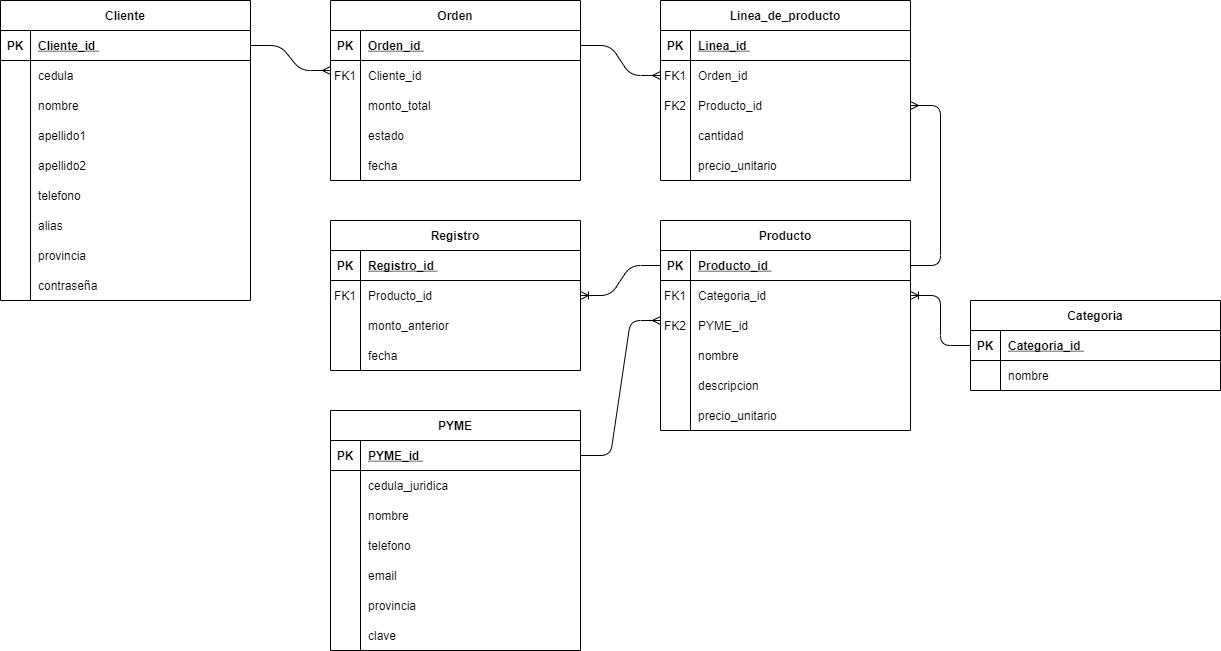 Cliente
PK Cliente_id
cedula
nombre
apellido1
apellido2
telefono
alias
provincia
contraseña
Orden
PK Orden_id
FK1 Cliente_id
monto_total
estado
fecha
Linea_de_producto
PK Linea_id
FK1 Orden_id
FK2 Producto_id
cantidad
precio_unitario
Registro
PK Registro_id
FK1 Producto_id
monto_anterior
fecha
Producto
PK Producto_id
FK1 Categoria_id
FK2 PYME_id
nombre
descripcion
precio_unitario
Categoria
PK Categoria_id
nombre
PYME
PK PYME_id
cedula_juridica
nombre
telefono
email
provincia
clave